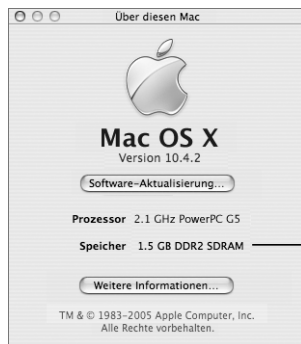 Über diesen Mac
Mac OS X
Version 10.4.2
Software-Aktualisierung...
Prozessor 2.1 GHz PowerPC G5
Speicher 1.5 GB DDR2 SDRAM
Weitere Informationen...
TM & © 1983–2005 Apple Computer, Inc.
Alle Rechte vorbehalten.